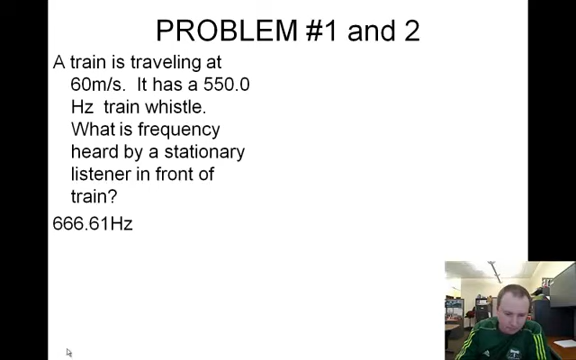 PROBLEM #1 and 2
A train is traveling at
60m/s. It has a 550.0
Hz train whistle.
What is frequency
heard by a stationary
listener in front of
train?
666.61Hz